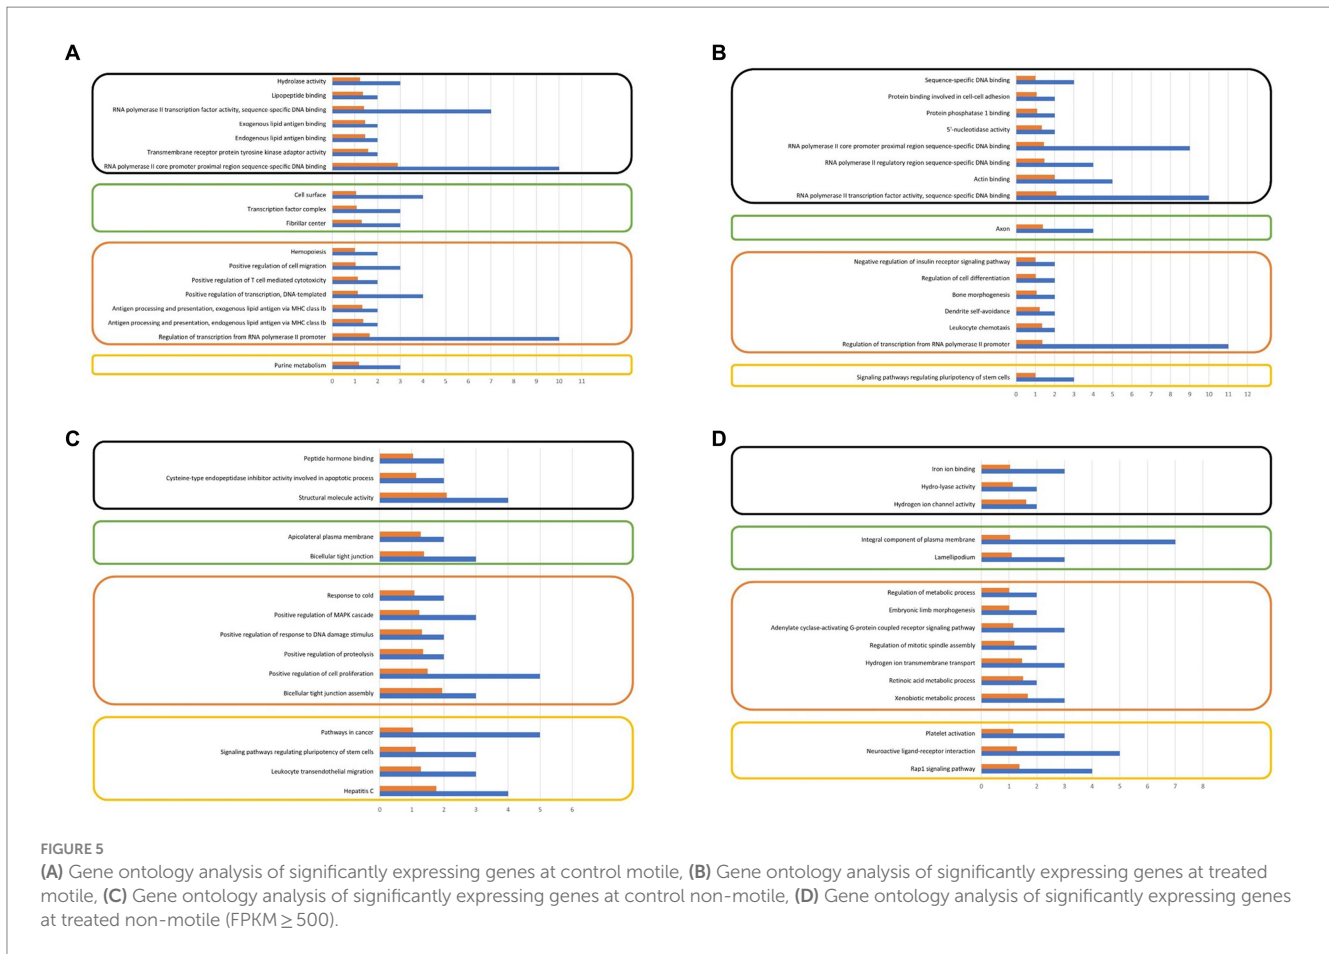 A
Hydrolase activity
Lipopeptide binding
RNA polymerase II transcription factor activity, sequence-specific DNA binding
Exogenous lipid antigen binding
Endogenous lipid antigen binding
Transmembrane receptor protein tyrosine kinase adaptor activity
RNA polymerase II core promoter proximal region sequence-specific DNA binding
Cell surface
Transcription factor complex
Fibrillar center
Hemopoiesis
Positive regulation of cell migration
Positive regulation of T cell mediated cytotoxicity
Positive regulation of transcription, DNA-templated
Antigen processing and presentation, exogenous lipid antigen via MHC class Ib
Antigen processing and presentation, endogenous lipid antigen via MHC class Ib
Regulation of transcription from RNA polymerase II promoter
Purine metabolism
0 1 2 3 4 5 6 7 8 9 10 11
B
Sequence-specific DNA binding
Protein binding involved in cell-cell adhesion
Protein phosphatase 1 binding
5'-nucleotidase activity
RNA polymerase II core promoter proximal region sequence-specific DNA binding
RNA polymerase II regulatory region sequence-specific DNA binding
Actin binding
RNA polymerase II transcription factor activity, sequence-specific DNA binding
Axon
Negative regulation of insulin receptor signaling pathway
Regulation of cell differentiation
Bone morphogenesis
Dendrite self-avoidance
Leukocyte chemotaxis
Regulation of transcription from RNA polymerase II promoter
Signaling pathways regulating pluripotency of stem cells
0 1 2 3 4 5 6 7 8 9 10 11 12
C
Peptide hormone binding
Cysteine-type endopeptidase inhibitor activity involved in apoptotic process
Structural molecule activity
Apicolateral plasma membrane
Bicellular tight junction
Response to cold
Positive regulation of MAPK cascade
Positive regulation of response to DNA damage stimulus
Positive regulation of proteolysis
Positive regulation of cell proliferation
Bicellular tight junction assembly
Pathways in cancer
Signaling pathways regulating pluripotency of stem cells
Leukocyte transendothelial migration
Hepatitis C
0 1 2 3 4 5 6
D
Iron ion binding
Hydro-lyase activity
Hydrogen ion channel activity
Integral component of plasma membrane
Lamellipodium
Regulation of metabolic process
Embryonic limb morphogenesis
Adenylate cyclase-activating G-protein coupled receptor signaling pathway
Regulation of mitotic spindle assembly
Hydrogen ion transmembrane transport
Retinoic acid metabolic process
Xenobiotic metabolic process
Platelet activation
Neuroactive ligand-receptor interaction
Rap1 signaling pathway
0 1 2 3 4 5 6 7 8
FIGURE 5
(A) Gene ontology analysis of significantly expressing genes at control motile, (B) Gene ontology analysis of significantly expressing genes at treated
motile, (C) Gene ontology analysis of significantly expressing genes at control non-motile, (D) Gene ontology analysis of significantly expressing genes
at treated non-motile (FPKM ≥ 500).